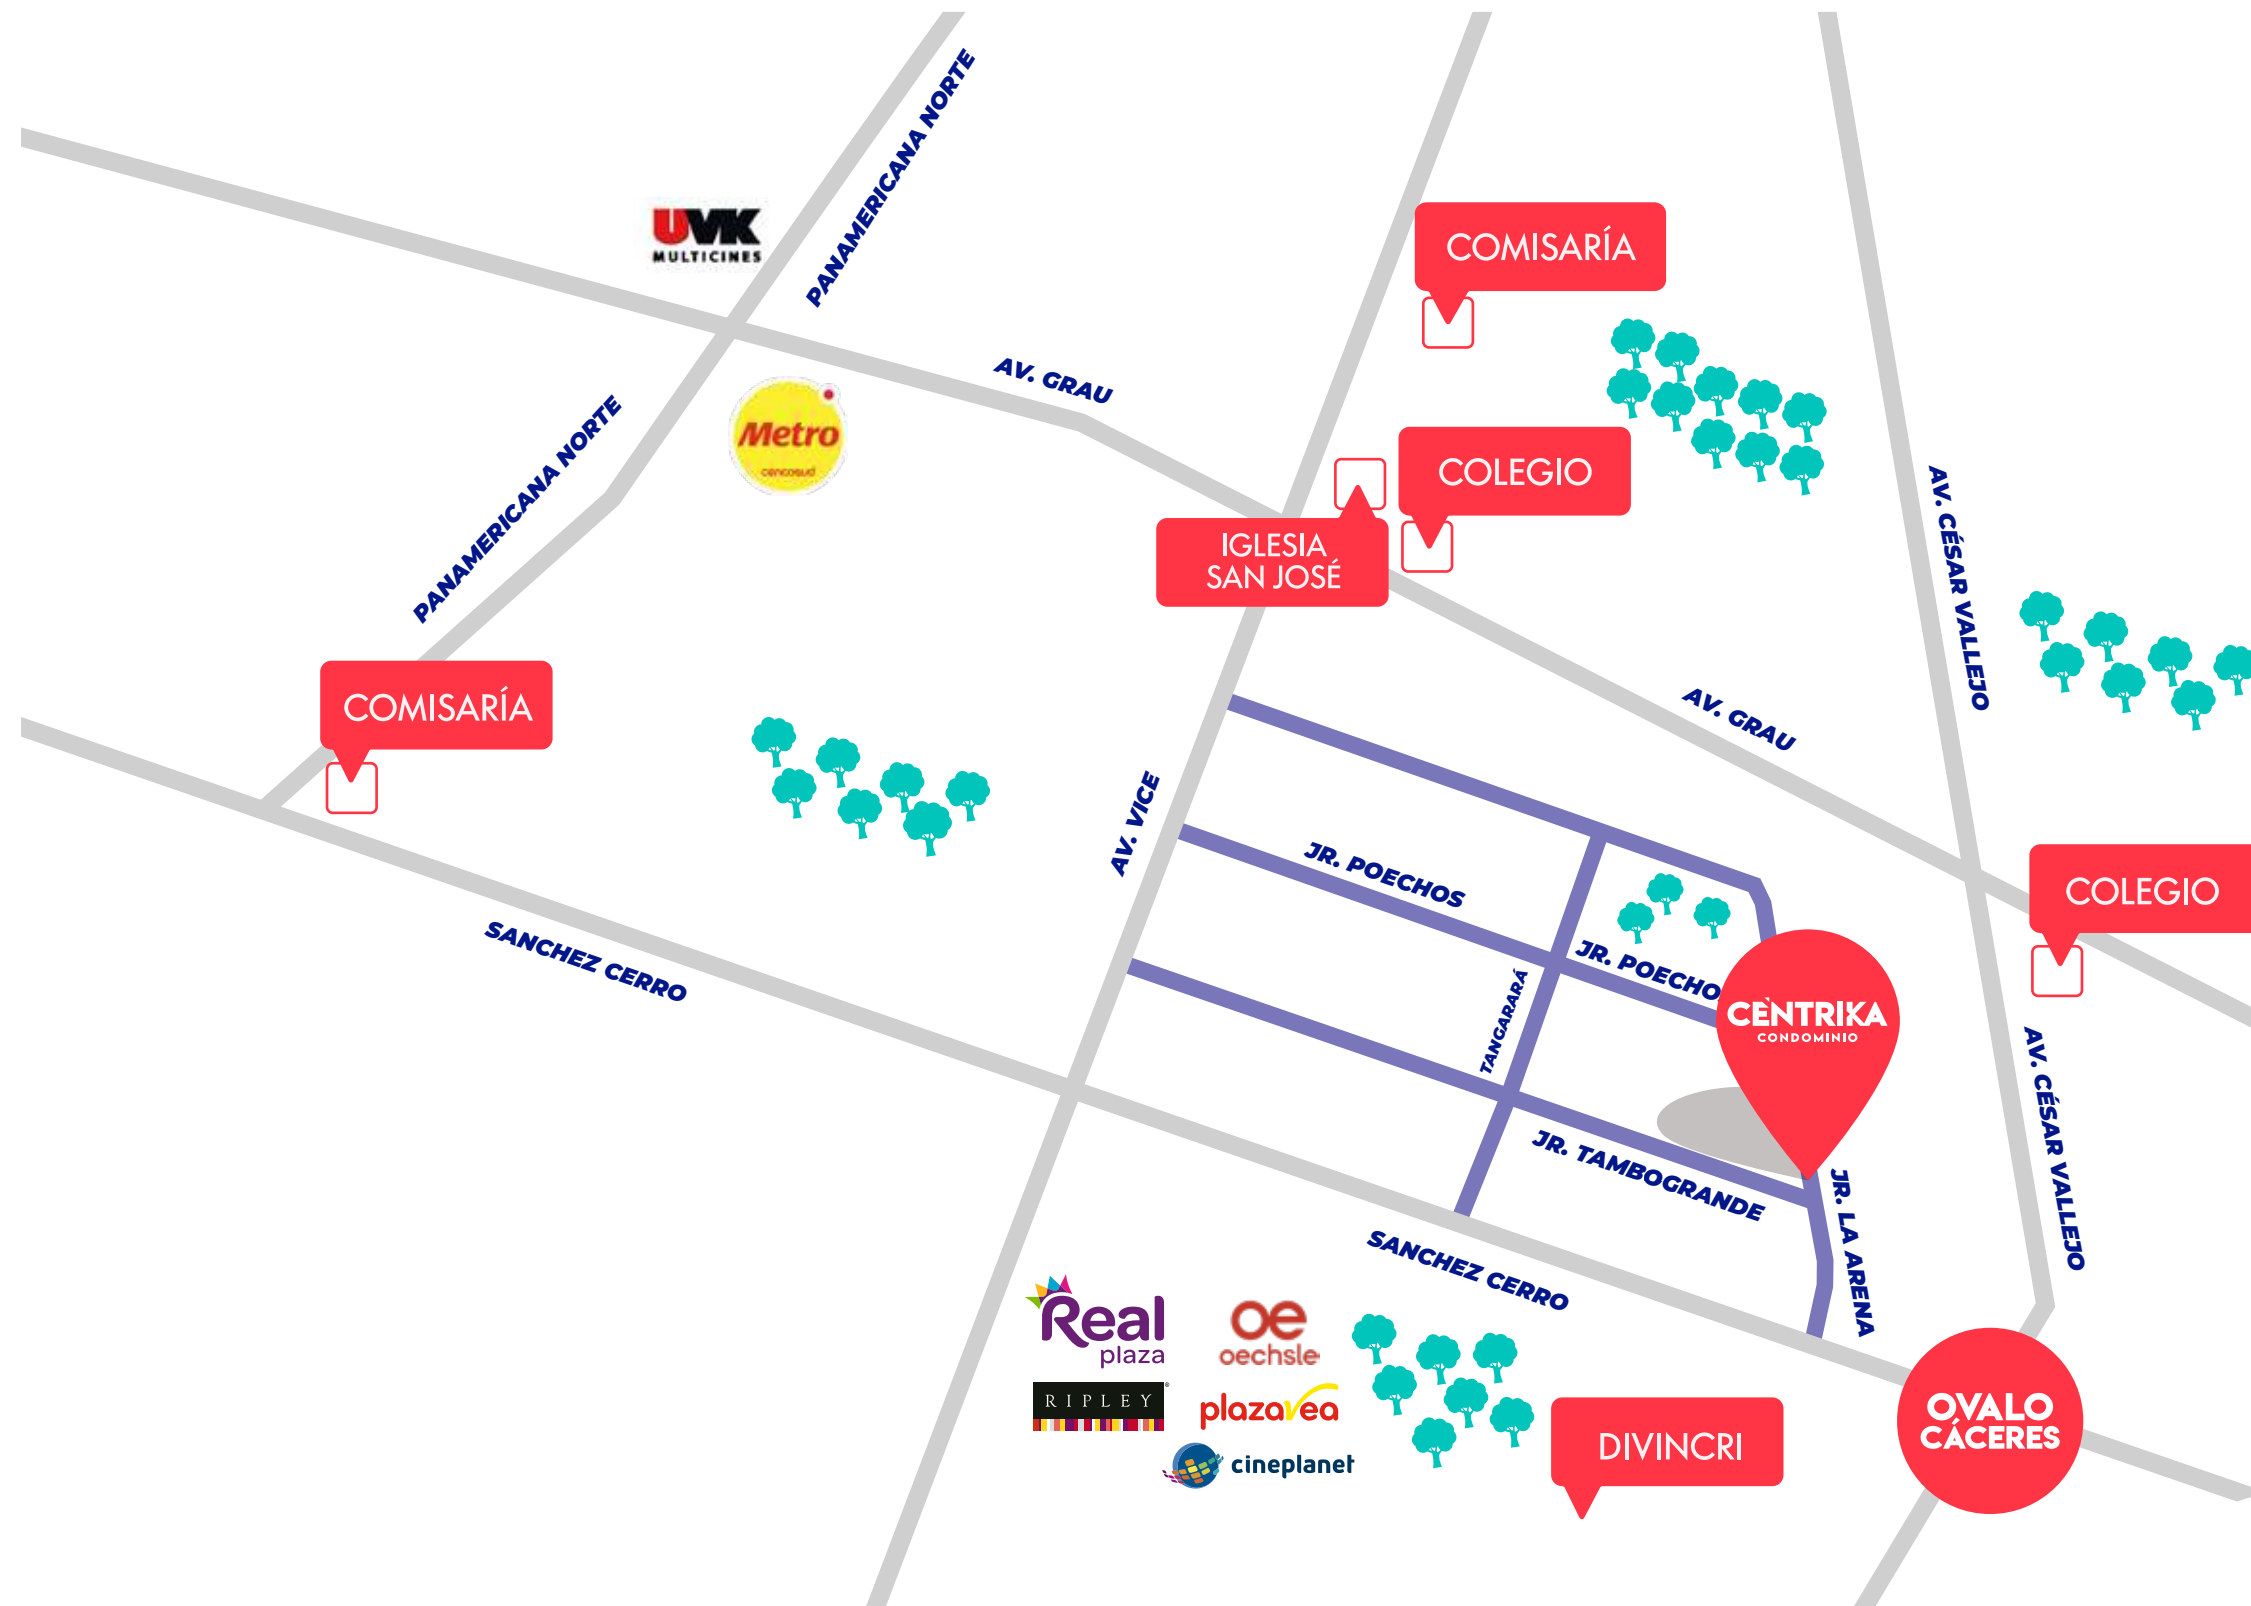 PANAMERICANA NORTE
UVK
MULTICINES
COMISARÍA
AV. GRAU
Metro
cencosud
PANAMERICANA NORTE
COLEGIO
IGLESIA
SAN JOSÉ
AV. CÉSAR VALLEJO
COMISARÍA
AV. GRAU
AV. VICE
JR. POECHOS
COLEGIO
SANCHEZ CERRO
JR. POECHO
TANGARARÁ
CÈNTRIKA
CONDOMINIO
AV. CÉSAR VALLEJO
JR. TAMBOGRANDE
JR. LA ARENA
SANCHEZ CERRO
Real
plaza
oe
oechsle
RIPLEY
plazavea
cineplanet
DIVINCRI
OVALO
CÁCERES